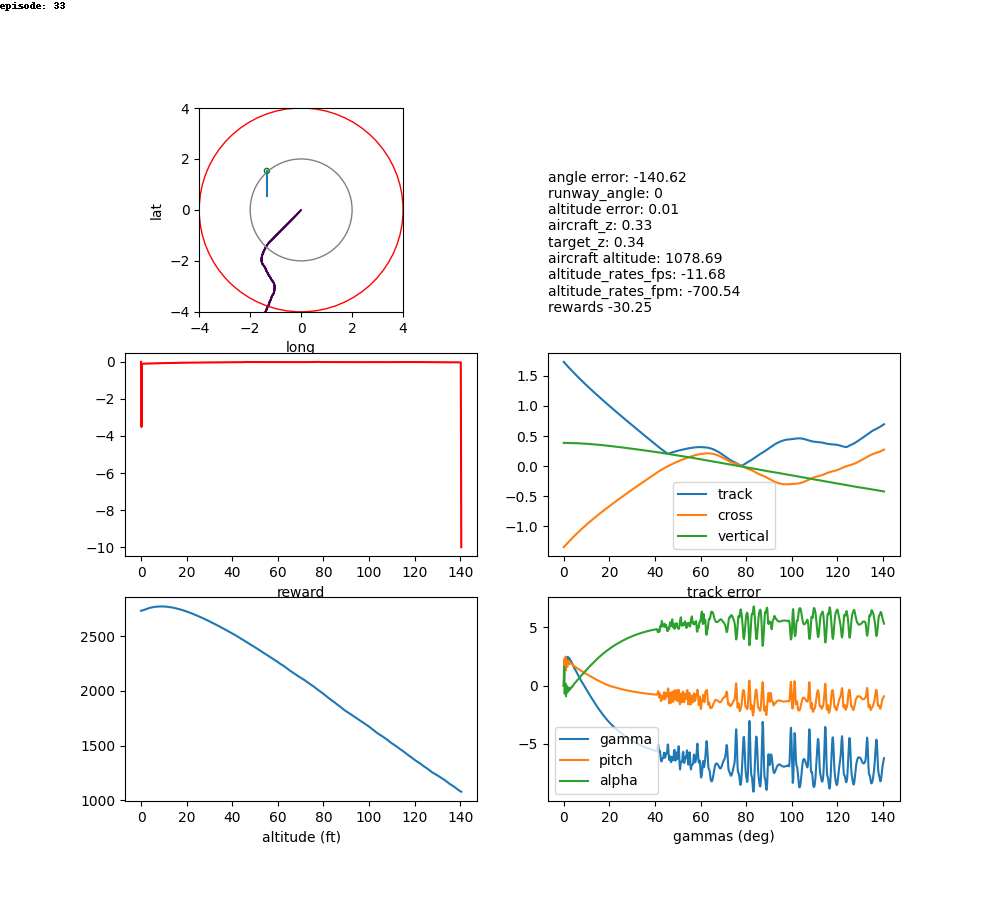 episode: 33
4
2
0
−2
−4
lat
−4 −2 0 2 4
long
angle error: -140.62
runway_angle: 0
altitude error: 0.01
aircraft_z: 0.33
target_z: 0.34
aircraft altitude: 1078.69
altitude_rates_fps: -11.68
altitude_rates_fpm: -700.54
rewards -30.25
0
−2
−4
−6
−8
−10
0 20 40 60 80 100 120 140
reward
1.5
1.0
0.5
0.0
−0.5
−1.0
track
cross
vertical
0 20 40 60 80 100 120 140
track error
2500
2000
1500
1000
0 20 40 60 80 100 120 140
altitude (ft)
5
0
−5
gamma
pitch
alpha
0 20 40 60 80 100 120 140
gammas (deg)